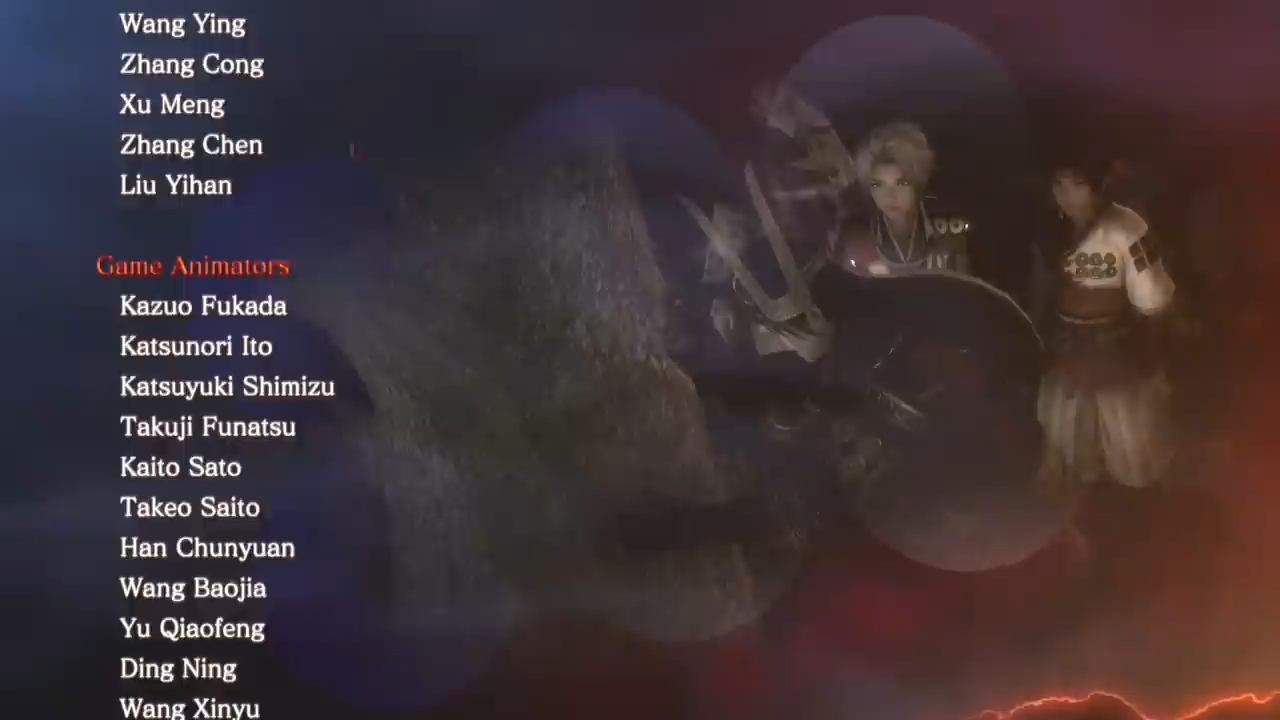 Wang Ying
Zhang Cong
Xu Meng
Zhang Chen
Liu Yihan
Game Animators
Kazuo Fukada
Katsunori Ito
Katsuyuki Shimizu
Takuji Funatsu
Kaito Sato
Takeo Saito
Han Chunyuan
Wang Baojia
Yu Qiaofeng
Ding Ning
Wang Xinyu